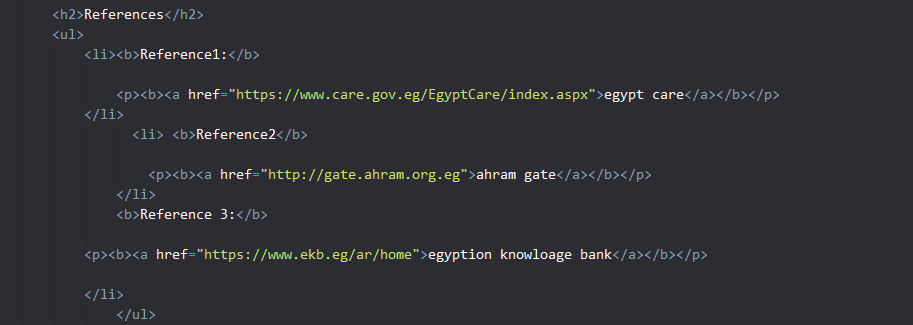 <h2>References</h2>
<ul>
<li><b>Reference1:</b>
<p><b><a href="https://www.care.gov.eg/EgyptCare/index.aspx">egypt care</a></b></p>
</li>
<li> <b>Reference2</b>
<p><b><a href="http://gate.ahram.org.eg">ahram gate</a></b></p>
</li>
<b>Reference 3:</b>
<p><b><a href="https://www.ekb.eg/ar/home">egyption knowloage bank</a></b></p>
</li>
</ul>